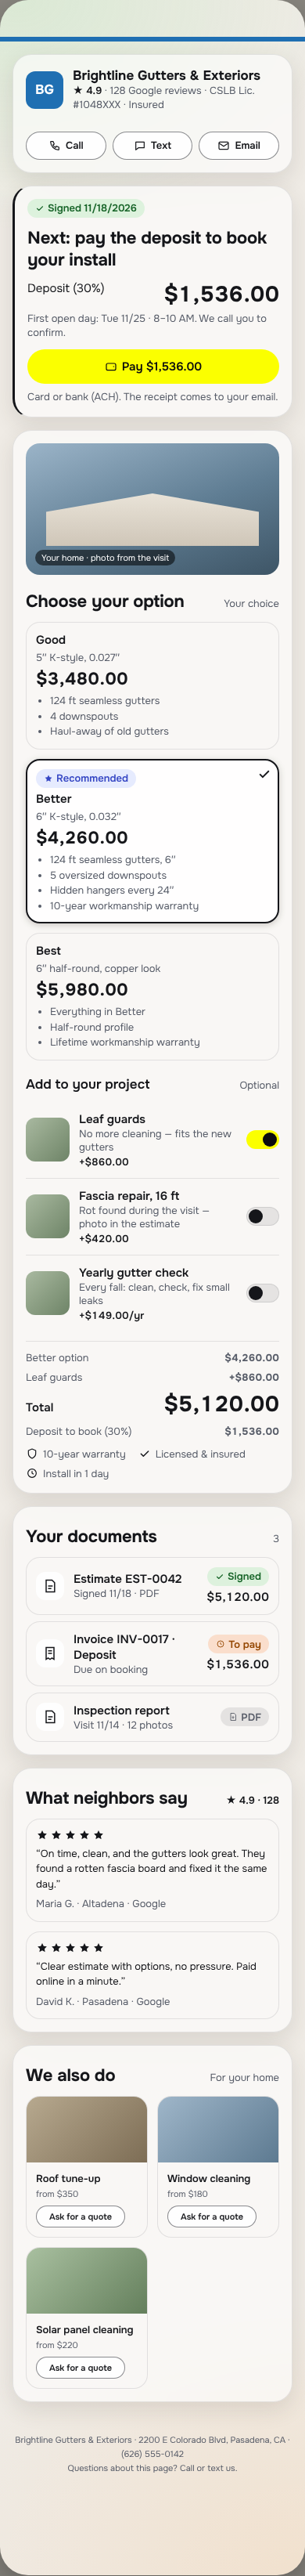 BG
Brightline Gutters & Exteriors
★ 4.9 · 128 Google reviews · CSLB Lic.
#1048XXX · Insured
Call
Text
Email
Signed 11/18/2026
Next: pay the deposit to book
your install
Deposit (30%)
$1,536.00
First open day: Tue 11/25 · 8–10 AM. We call you to
confirm.
Pay $1,536.00
Card or bank (ACH). The receipt comes to your email.
Your home · photo from the visit
Choose your option
Your choice
Good
5″ K-style, 0.027″
$3,480.00
• 124 ft seamless gutters
• 4 downspouts
• Haul-away of old gutters
★ Recommended
Better
6″ K-style, 0.032″
$4,260.00
• 124 ft seamless gutters, 6″
• 5 oversized downspouts
• Hidden hangers every 24″
• 10-year workmanship warranty
Best
6″ half-round, copper look
$5,980.00
• Everything in Better
• Half-round profile
• Lifetime workmanship warranty
Add to your project
Optional
Leaf guards
No more cleaning — fits the new
gutters
+$860.00
Fascia repair, 16 ft
Rot found during the visit —
photo in the estimate
+$420.00
Yearly gutter check
Every fall: clean, check, fix small
leaks
+$149.00/yr
Better option
$4,260.00
Leaf guards
+$860.00
Total
$5,120.00
Deposit to book (30%)
$1,536.00
10-year warranty
Licensed & insured
Install in 1 day
Your documents
3
Estimate EST-0042
Signed 11/18 · PDF
Signed
$5,120.00
Invoice INV-0017 ·
Deposit
Due on booking
To pay
$1,536.00
Inspection report
Visit 11/14 · 12 photos
PDF
What neighbors say
★ 4.9 · 128
★ ★ ★ ★ ★
“On time, clean, and the gutters look great. They
found a rotten fascia board and fixed it the same
day.”
Maria G. · Altadena · Google
★ ★ ★ ★ ★
“Clear estimate with options, no pressure. Paid
online in a minute.”
David K. · Pasadena · Google
We also do
For your home
Roof tune-up
from $350
Ask for a quote
Window cleaning
from $180
Ask for a quote
Solar panel cleaning
from $220
Ask for a quote
Brightline Gutters & Exteriors · 2200 E Colorado Blvd, Pasadena, CA ·
(626) 555-0142
Questions about this page? Call or text us.